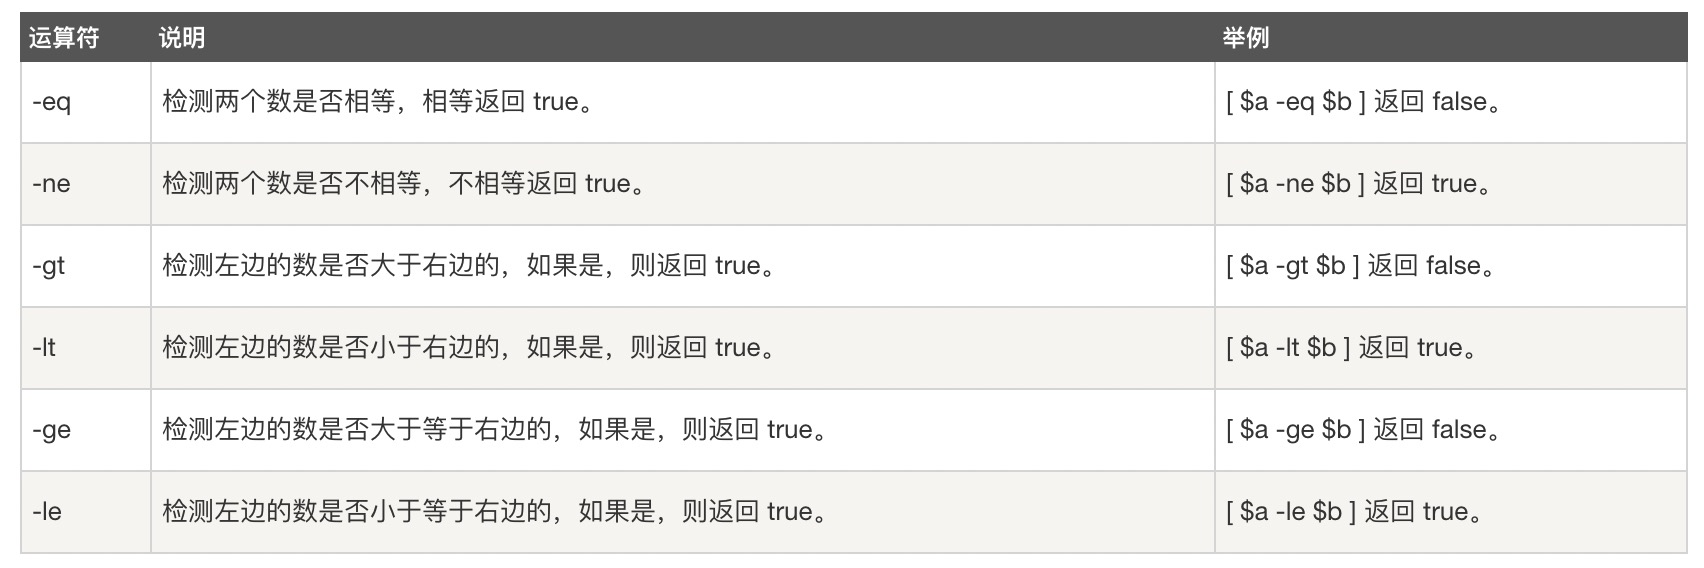 运算符 说明 举例
-eq 检测两个数是否相等，相等返回 true。 [ $a -eq $b ] 返回 false。
-ne 检测两个数是否不相等，不相等返回 true。 [ $a -ne $b ] 返回 true。
-gt 检测左边的数是否大于右边的，如果是，则返回 true。 [ $a -gt $b ] 返回 false。
-lt 检测左边的数是否小于右边的，如果是，则返回 true。 [ $a -lt $b ] 返回 true。
-ge 检测左边的数是否大于等于右边的，如果是，则返回 true。 [ $a -ge $b ] 返回 false。
-le 检测左边的数是否小于等于右边的，如果是，则返回 true。 [ $a -le $b ] 返回 true。